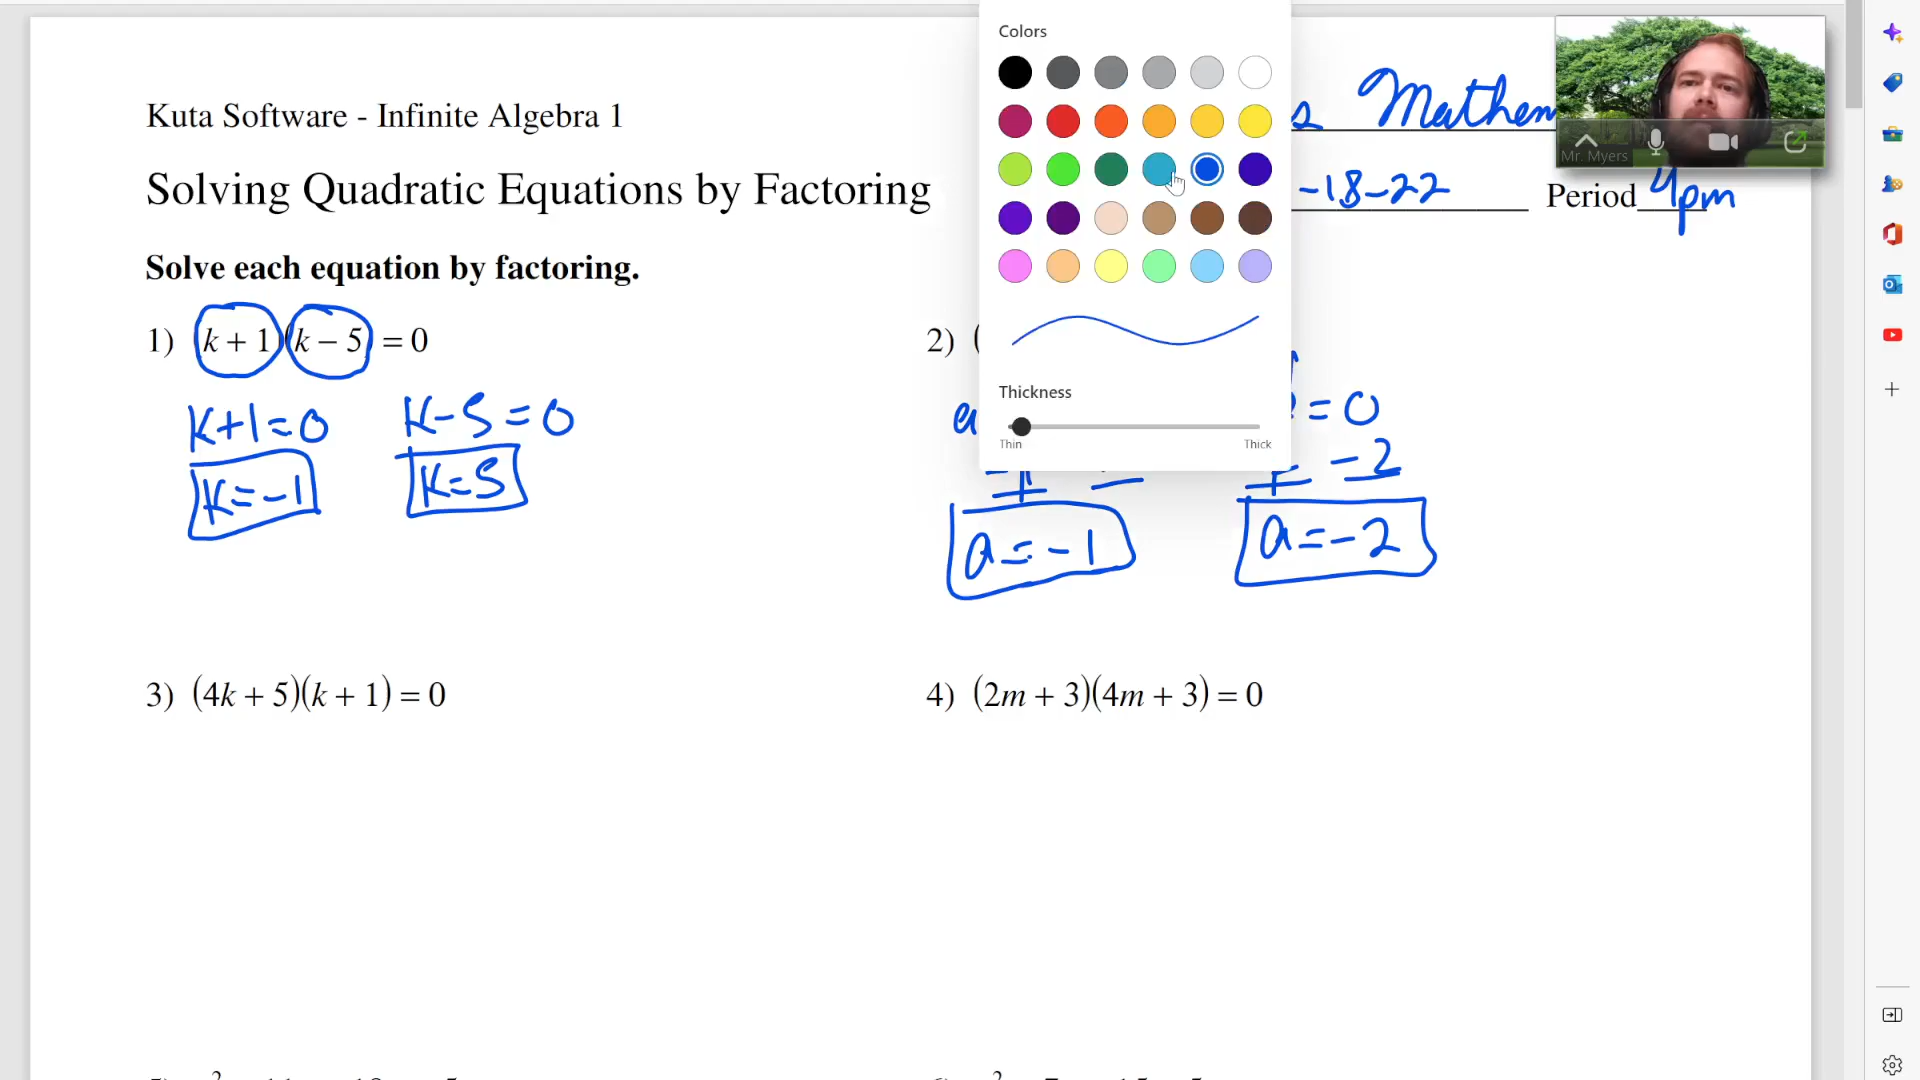 Colors
s Mathem
Kuta Software - Infinite Algebra 1
Mr. Myers
Solving Quadratic Equations by Factoring
-18-22 Period 4pm
Solve each equation by factoring.
1) (k + 1)(k − 5) = 0
2) (
k+1=0 k-5=0
a =0
Thickness
Thin Thick
-2
k=-1 k=5
a=-1 a=-2
3) (4k + 5)(k + 1) = 0
4) (2m + 3)(4m + 3) = 0